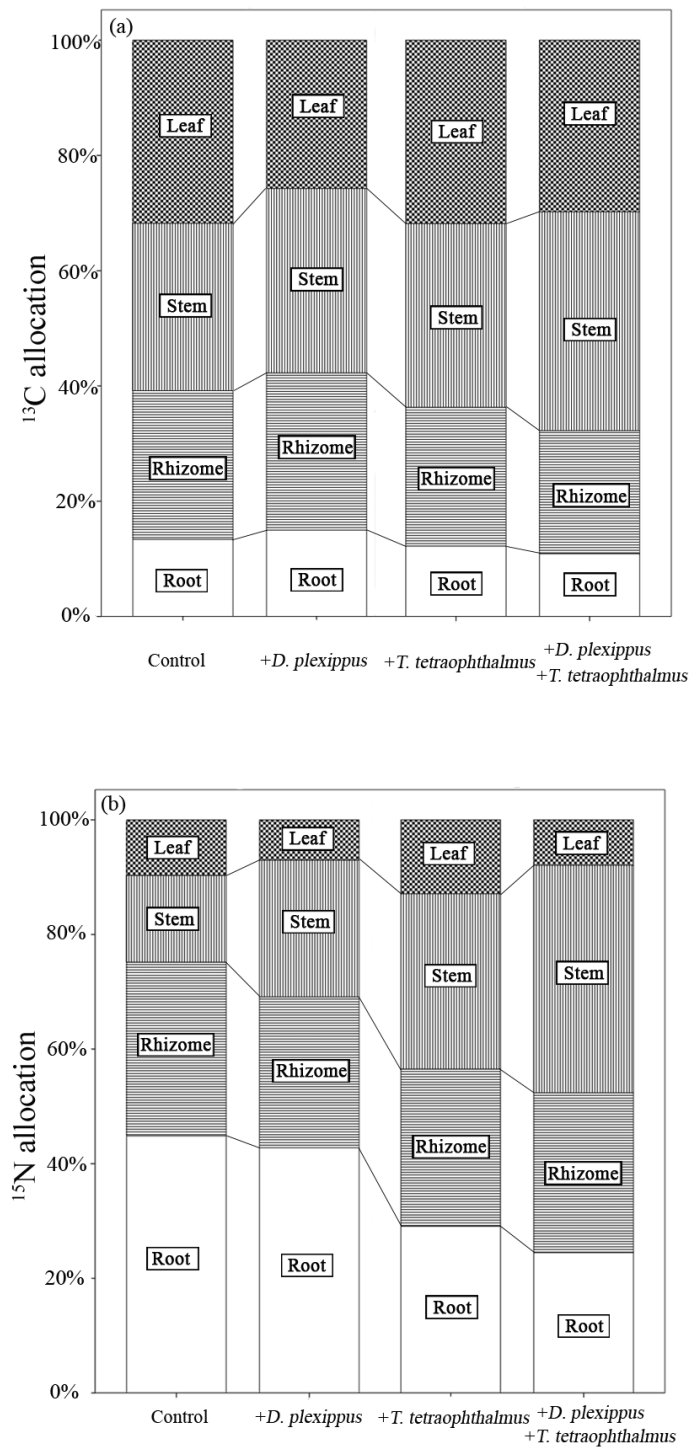 (a)
100%
80%
60%
40%
20%
0%
¹³C allocation
Leaf
Leaf
Leaf
Leaf
Stem
Stem
Stem
Stem
Rhizome
Rhizome
Rhizome
Rhizome
Root
Root
Root
Root
Control
+D. plexippus
+T. tetraophthalmus
+D. plexippus
+T. tetraophthalmus
(b)
100%
80%
60%
40%
20%
0%
¹⁵N allocation
Leaf
Leaf
Leaf
Leaf
Stem
Stem
Stem
Stem
Rhizome
Rhizome
Rhizome
Rhizome
Root
Root
Root
Root
Control
+D. plexippus
+T. tetraophthalmus
+D. plexippus
+T. tetraophthalmus